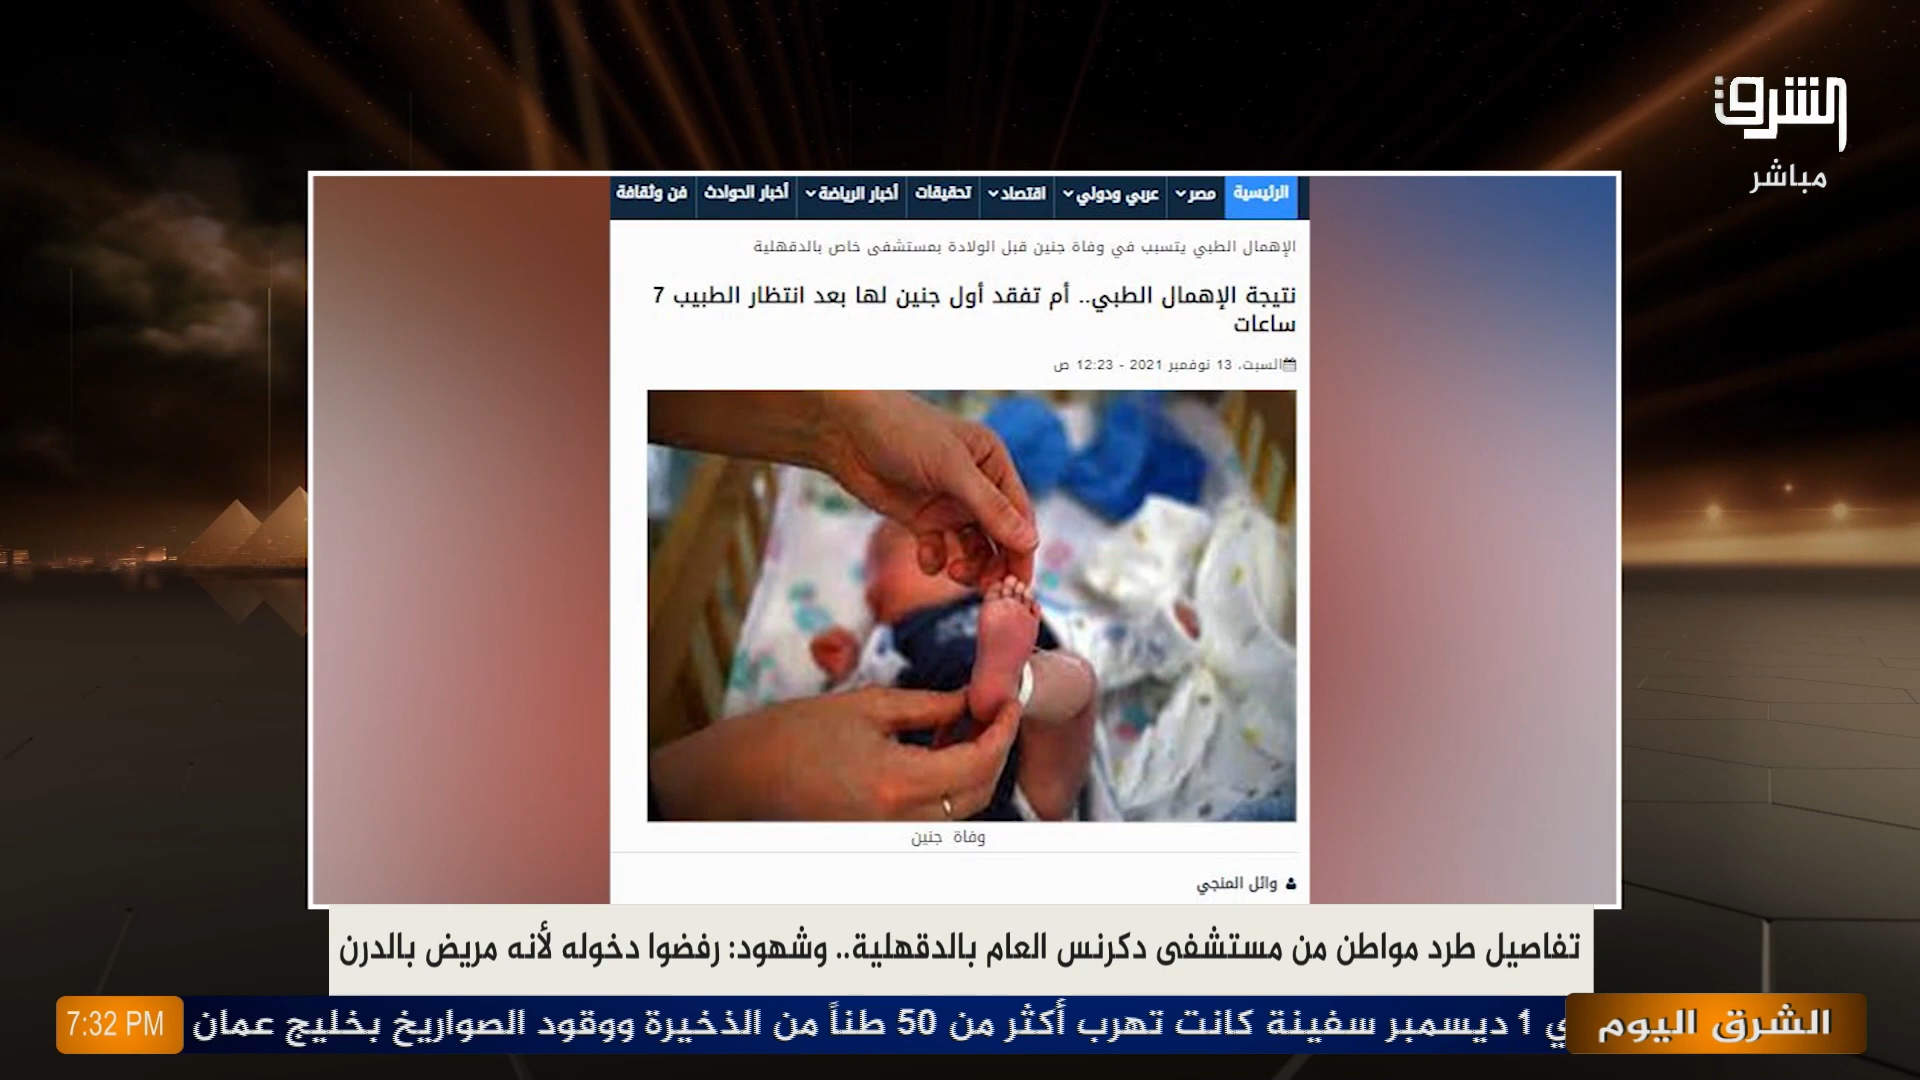 الشرق
مباشر
الرئيسية مصر عربي ودولي اقتصاد تحقيقات أخبار الرياضة أخبار الحوادث فن وثقافة
الإهمال الطبي يتسبب في وفاة جنين قبل الولادة بمستشفى خاص بالدقهلية
نتيجة الإهمال الطبي.. أم تفقد أول جنين لها بعد انتظار الطبيب 7
ساعات
السبت، 13 نوفمبر 2021 - 12:23 ص
وفاة جنين
وائل المنجي
تفاصيل طرد مواطن من مستشفى دكرنس العام بالدقهلية.. وشهود: رفضوا دخوله لأنه مريض بالدرن
الشرق اليوم
1 ديسمبر سفينة كانت تهرب أكثر من 50 طناً من الذخيرة ووقود الصواريخ بخليج عمان
7:32 PM